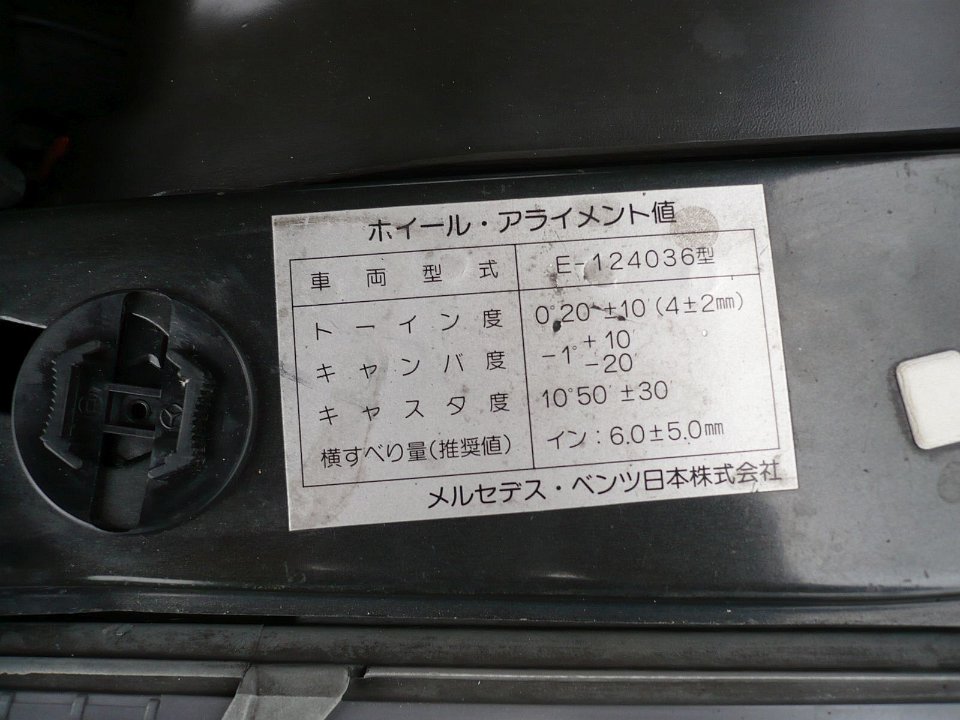 ホイール・アライメント値
車両型式 E-124036型
トーイン度 0°20′±10′(4±2mm)
キャンバ度 -1° +10′ -20′
キャスタ度 10°50′±30′
横すべり量(推奨値) イン:6.0±5.0mm
メルセデス・ベンツ日本株式会社